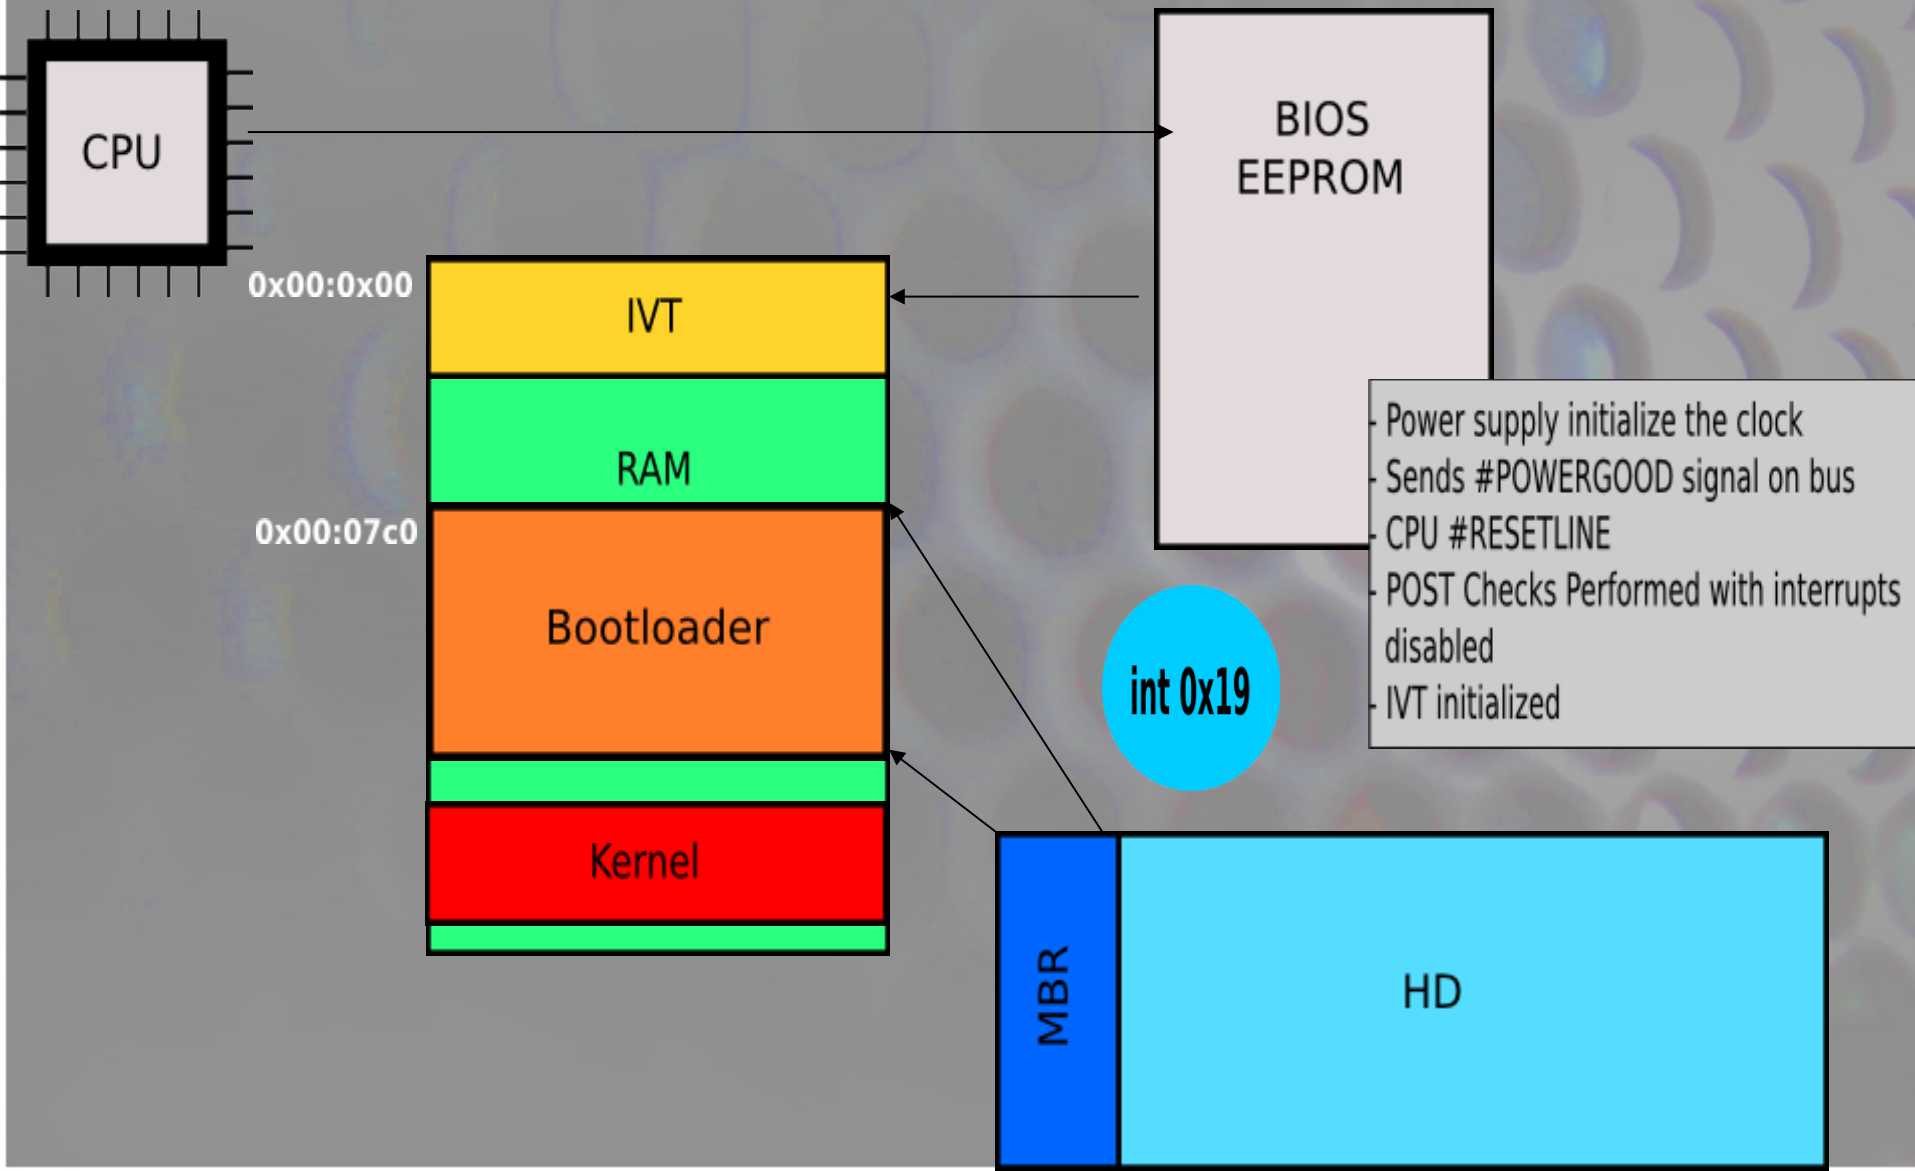 CPU
BIOS
EEPROM
0x00:0x00
IVT
RAM
0x00:07c0
Bootloader
Kernel
- Power supply initialize the clock
- Sends #POWERGOOD signal on bus
- CPU #RESETLINE
- POST Checks Performed with interrupts
disabled
- IVT initialized
int 0x19
MBR
HD